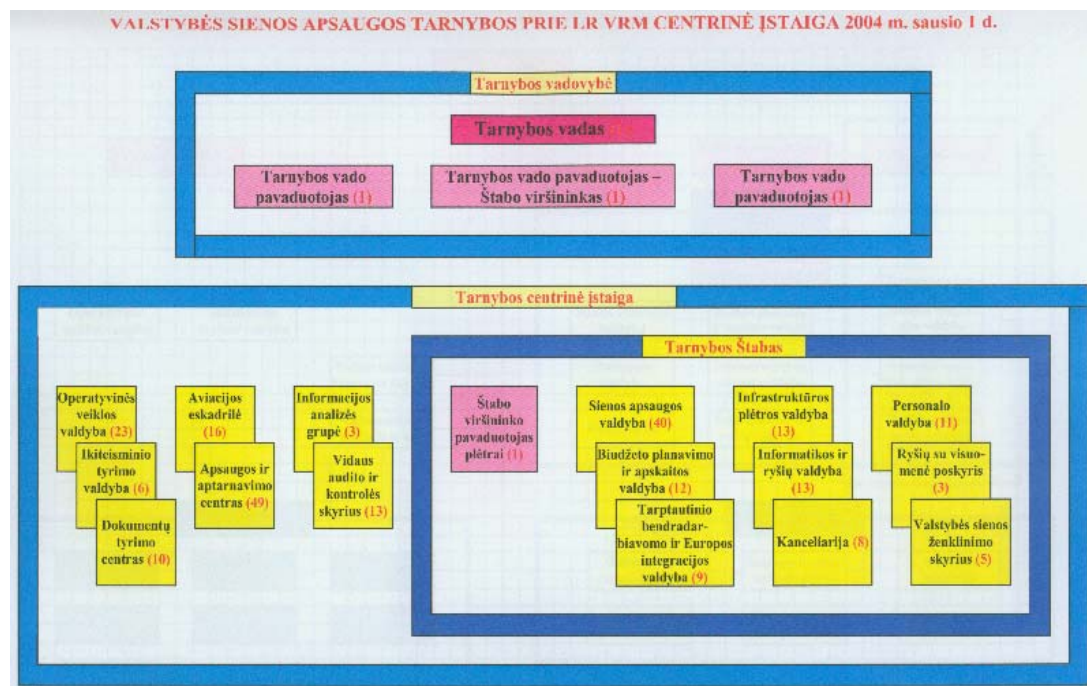 VALSTYBĖS SIENOS APSAUGOS TARNYBOS PRIE LR VRM CENTRINĖ ĮSTAIGA 2004 m. sausio 1 d.
Tarnybos vadovybė
Tarnybos vadas
Tarnybos vado
pavaduotojas (1)
Tarnybos vado pavaduotojas –
Štabo viršininkas (1)
Tarnybos vado
pavaduotojas (1)
Tarnybos centrinė įstaiga
Operatyvinės
veiklos
valdyba (23)
Ikiteisminio
tyrimo
valdyba (6)
Dokumentų
tyrimo
centras (10)
Aviacijos
eskadrilė
(16)
Apsaugos ir
aptarnavimo
centras (49)
Informacijos
analizės
grupė (3)
Vidaus
audito ir
kontrolės
skyrius (13)
Tarnybos Štabas
Štabo
viršininko
pavaduotojas
plėtrai (1)
Sienos apsaugos
valdyba (40)
Biudžeto planavimo
ir apskaitos
valdyba (12)
Tarptautinio
bendradar-
biavimo ir Europos
integracijos
valdyba (9)
Infrastruktūros
plėtros valdyba
(13)
Informatikos ir
ryšių valdyba
(13)
Kanceliarija (8)
Personalo
valdyba (11)
Ryšių su visuo-
menė poskyris
(3)
Valstybės sienos
ženklinimo
skyrius (5)